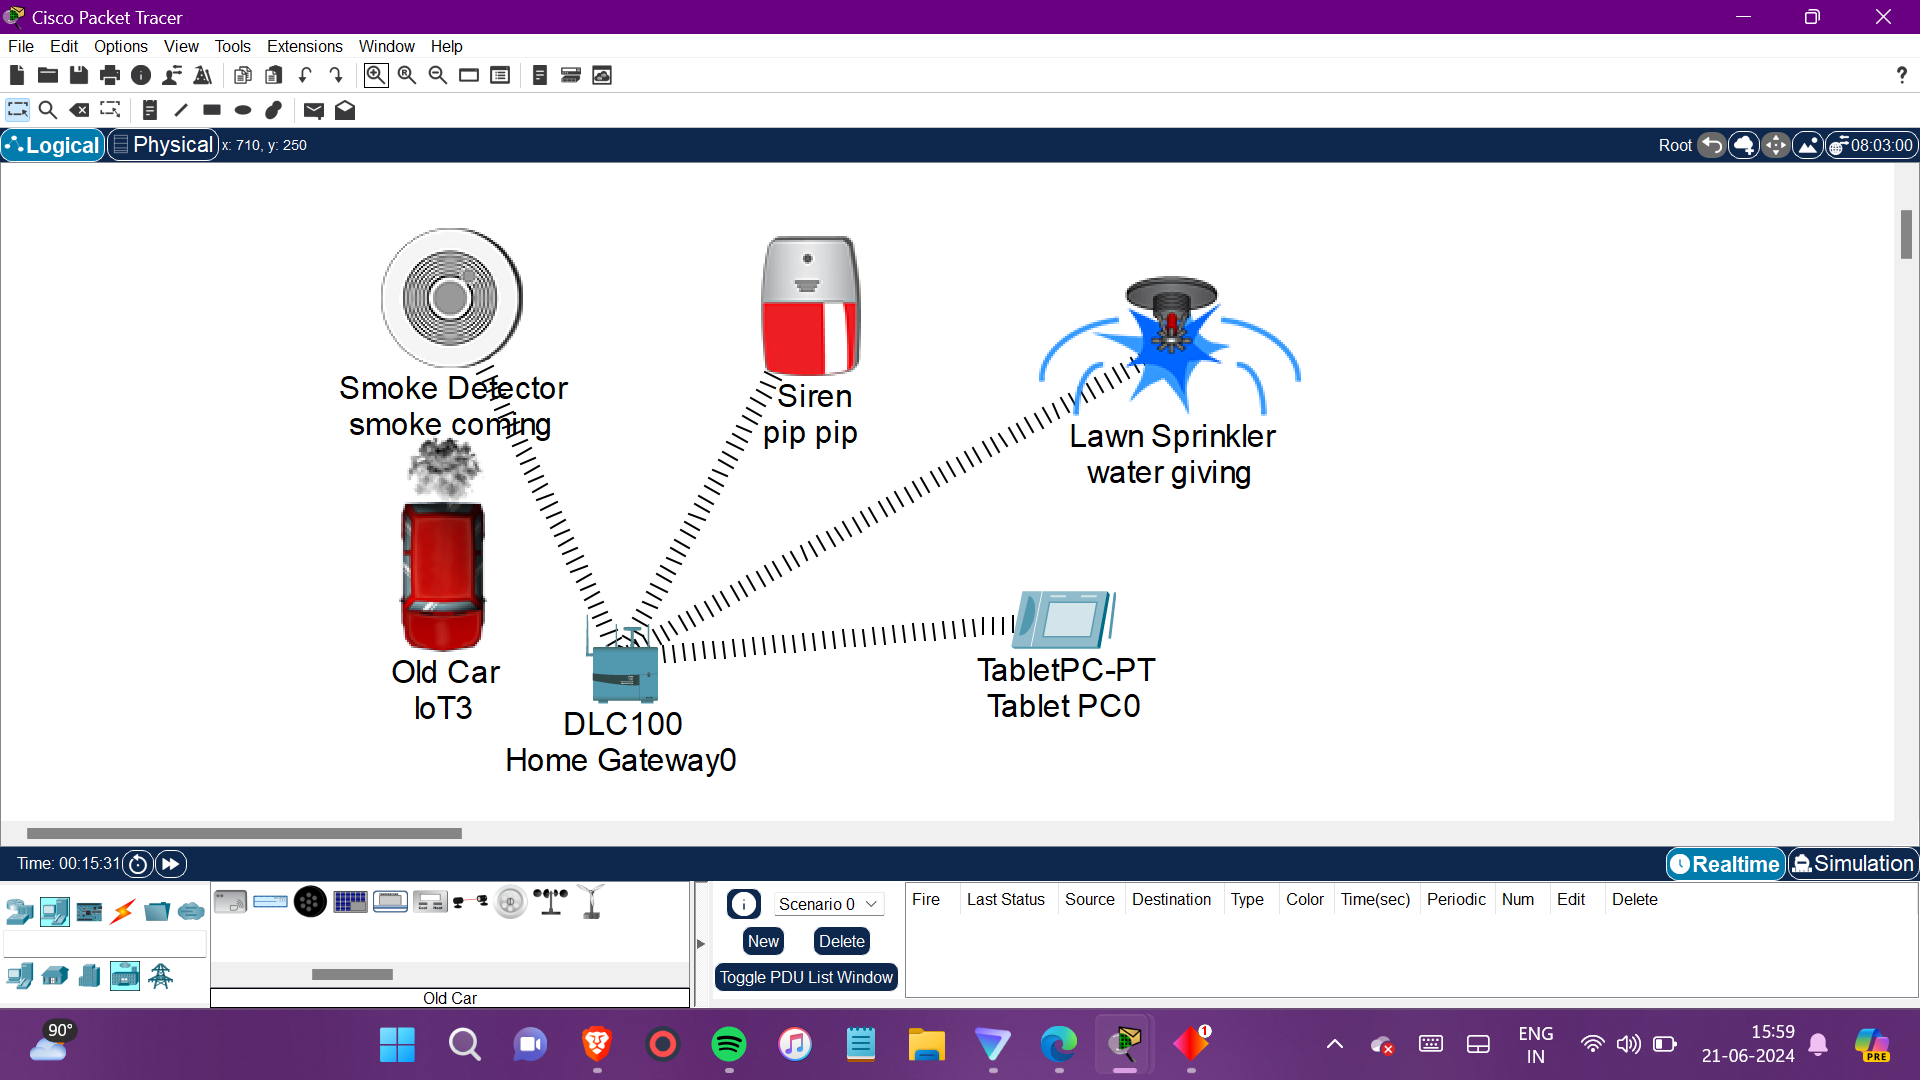 Cisco Packet Tracer
File Edit Options View Tools Extensions Window Help
?
Logical Physical x: 710, y: 250 Root 08:03:00
Smoke Detector
smoke coming
Siren
pip pip
Lawn Sprinkler
water giving
Old Car
IoT3
TabletPC-PT
Tablet PC0
DLC100
Home Gateway0
Time: 00:15:31 Realtime Simulation
Scenario 0
New Delete
Toggle PDU List Window
Fire Last Status Source Destination Type Color Time(sec) Periodic Num Edit Delete
Old Car
90°
1
ENG
IN
15:59
21-06-2024
PRE